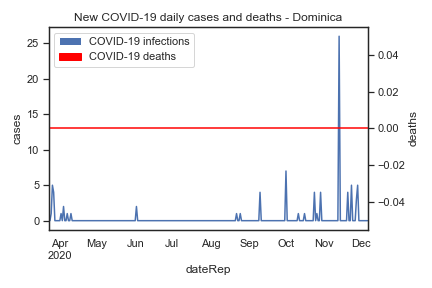 New COVID-19 daily cases and deaths - Dominica
COVID-19 infections
COVID-19 deaths
25
20
15
10
5
0
cases
0.04
0.02
0.00
−0.02
−0.04
deaths
Apr May Jun Jul Aug Sep Oct Nov Dec
2020
dateRep